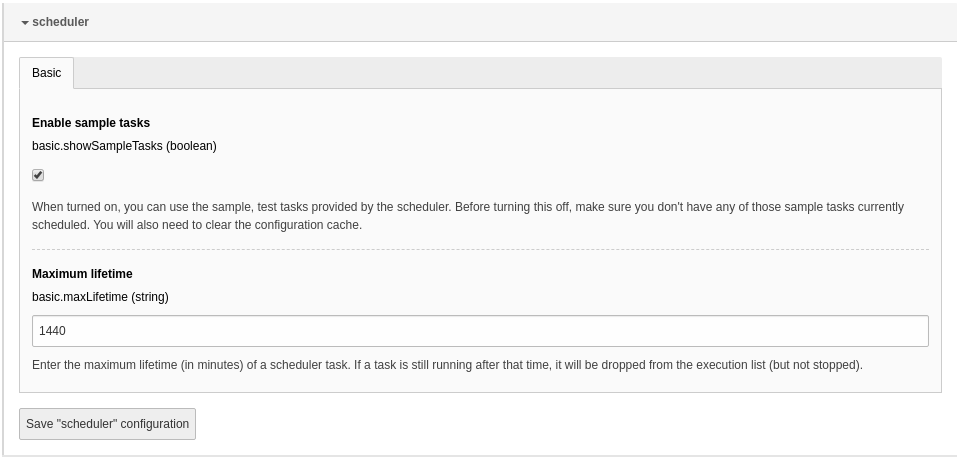 scheduler
Basic
Enable sample tasks
basic.showSampleTasks (boolean)
When turned on, you can use the sample, test tasks provided by the scheduler. Before turning this off, make sure you don't have any of those sample tasks currently
scheduled. You will also need to clear the configuration cache.
Maximum lifetime
basic.maxLifetime (string)
1440
Enter the maximum lifetime (in minutes) of a scheduler task. If a task is still running after that time, it will be dropped from the execution list (but not stopped).
Save "scheduler" configuration